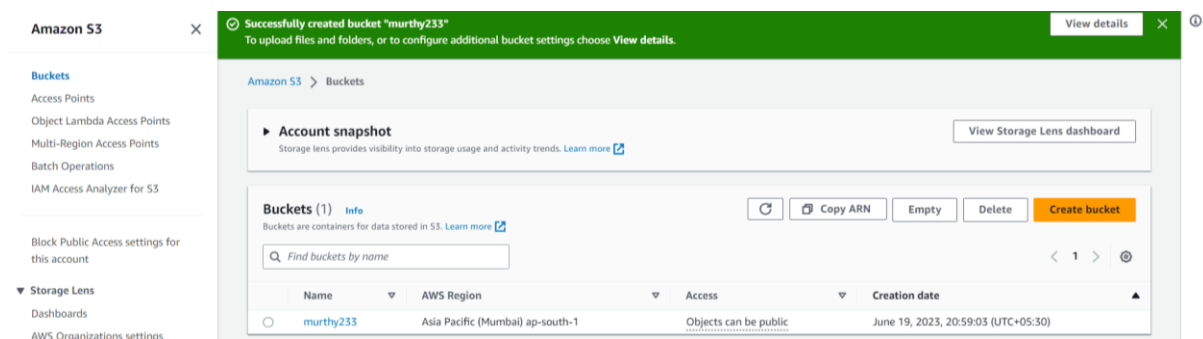 Amazon S3
Buckets
Access Points
Object Lambda Access Points
Multi-Region Access Points
Batch Operations
IAM Access Analyzer for S3
Block Public Access settings for
this account
Storage Lens
Dashboards
AWS Organizations settings
Successfully created bucket "murthy233"
To upload files and folders, or to configure additional bucket settings choose View details.
View details
Amazon S3 > Buckets
Account snapshot
Storage lens provides visibility into storage usage and activity trends. Learn more
View Storage Lens dashboard
Buckets (1) Info
Buckets are containers for data stored in S3. Learn more
Copy ARN
Empty
Delete
Create bucket
Find buckets by name
1
Name AWS Region Access Creation date
murthy233 Asia Pacific (Mumbai) ap-south-1 Objects can be public June 19, 2023, 20:59:03 (UTC+05:30)